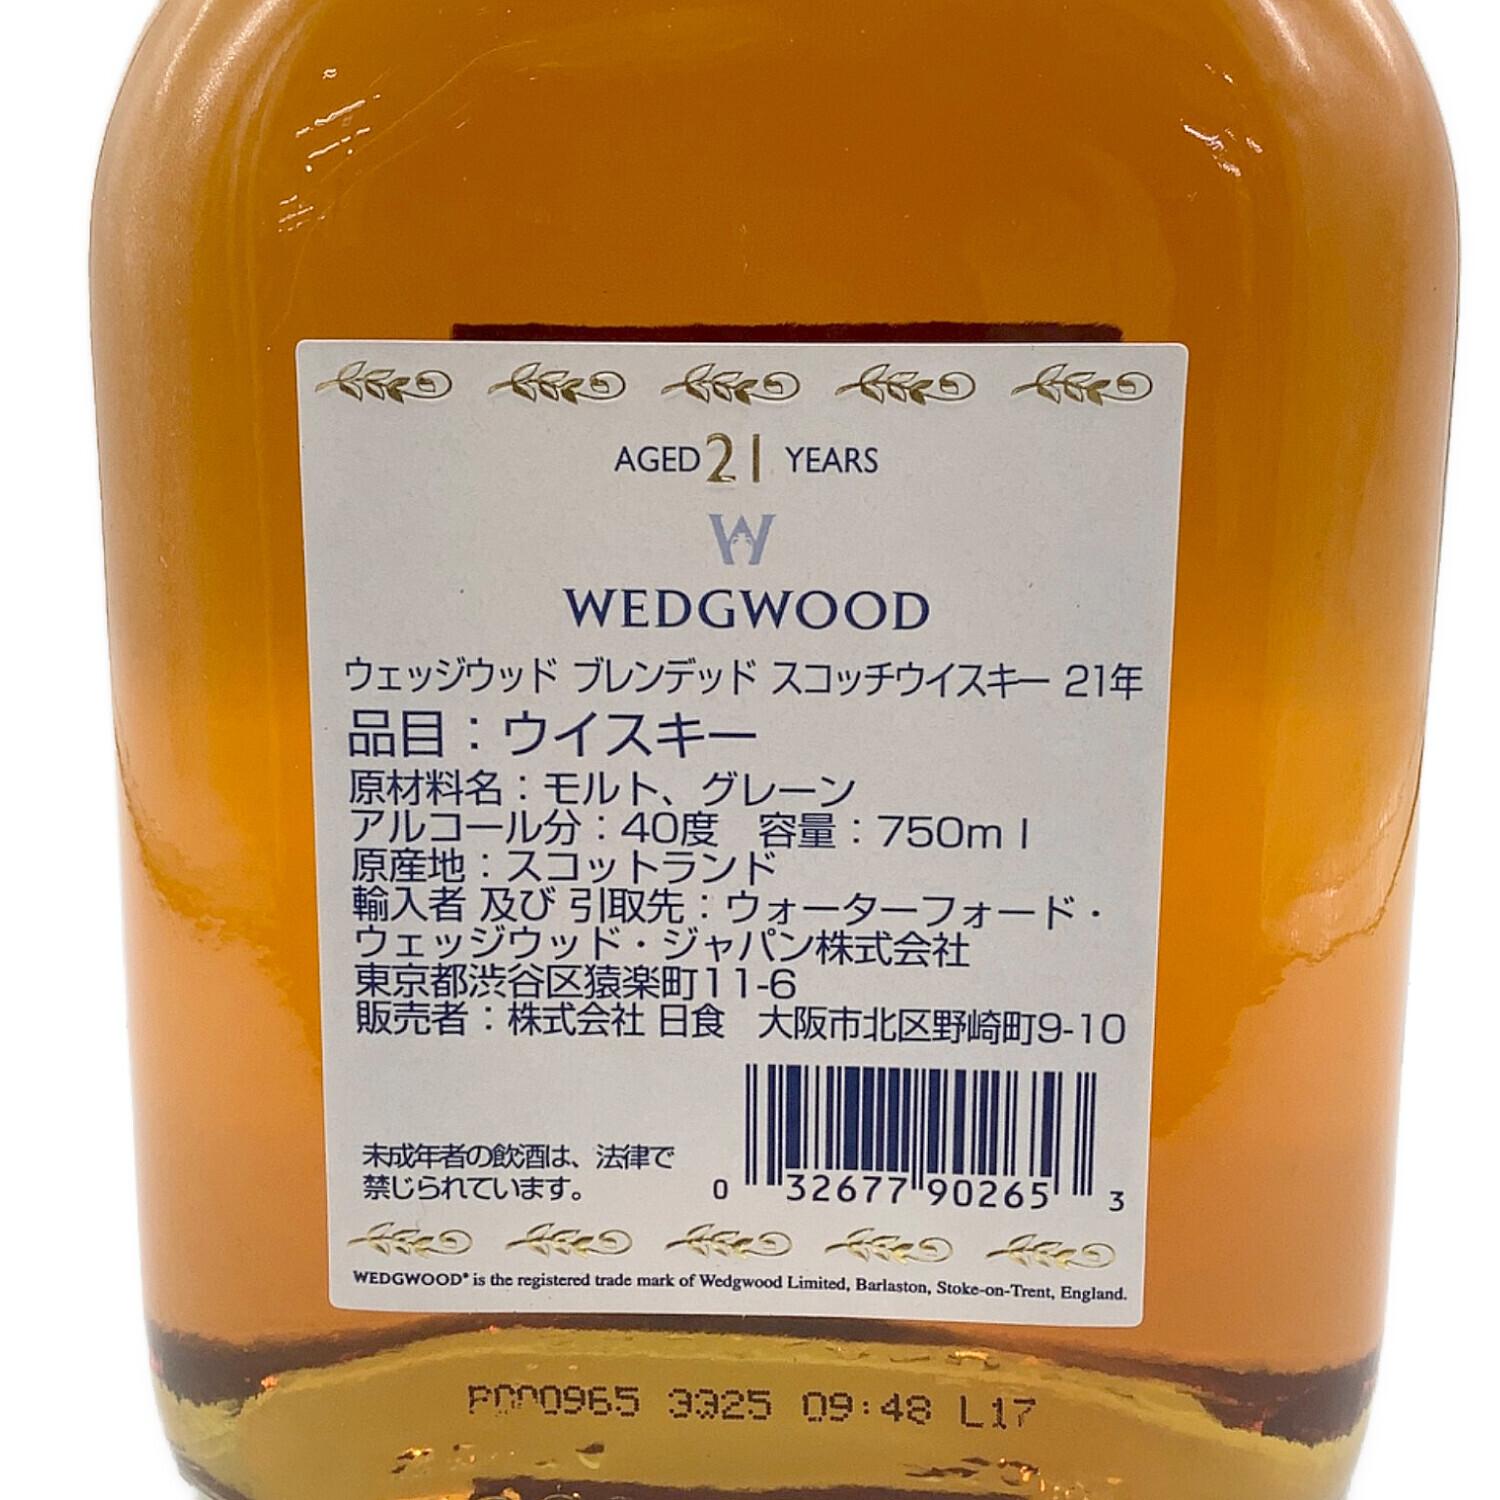 AGED 21 YEARS
W
WEDGWOOD
ウェッジウッド ブレンデッド スコッチウイスキー 21年
品目：ウイスキー
原材料名：モルト、グレーン
アルコール分：40度　容量：750ml
原産地：スコットランド
輸入者 及び 引取先：ウォーターフォード・
ウェッジウッド・ジャパン株式会社
東京都渋谷区猿楽町11-6
販売者：株式会社 日食　大阪市北区野崎町9-10
未成年者の飲酒は、法律で
禁じられています。
0 32677 90265 3
WEDGWOOD® is the registered trade mark of Wedgwood Limited, Barlaston, Stoke-on-Trent, England.
3325 09:48 L17